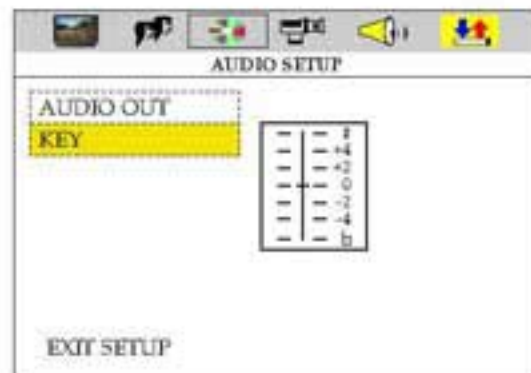 AUDIO SETUP
AUDIO OUT
KEY
♯
+4
+2
0
-2
-4
b
EXIT SETUP